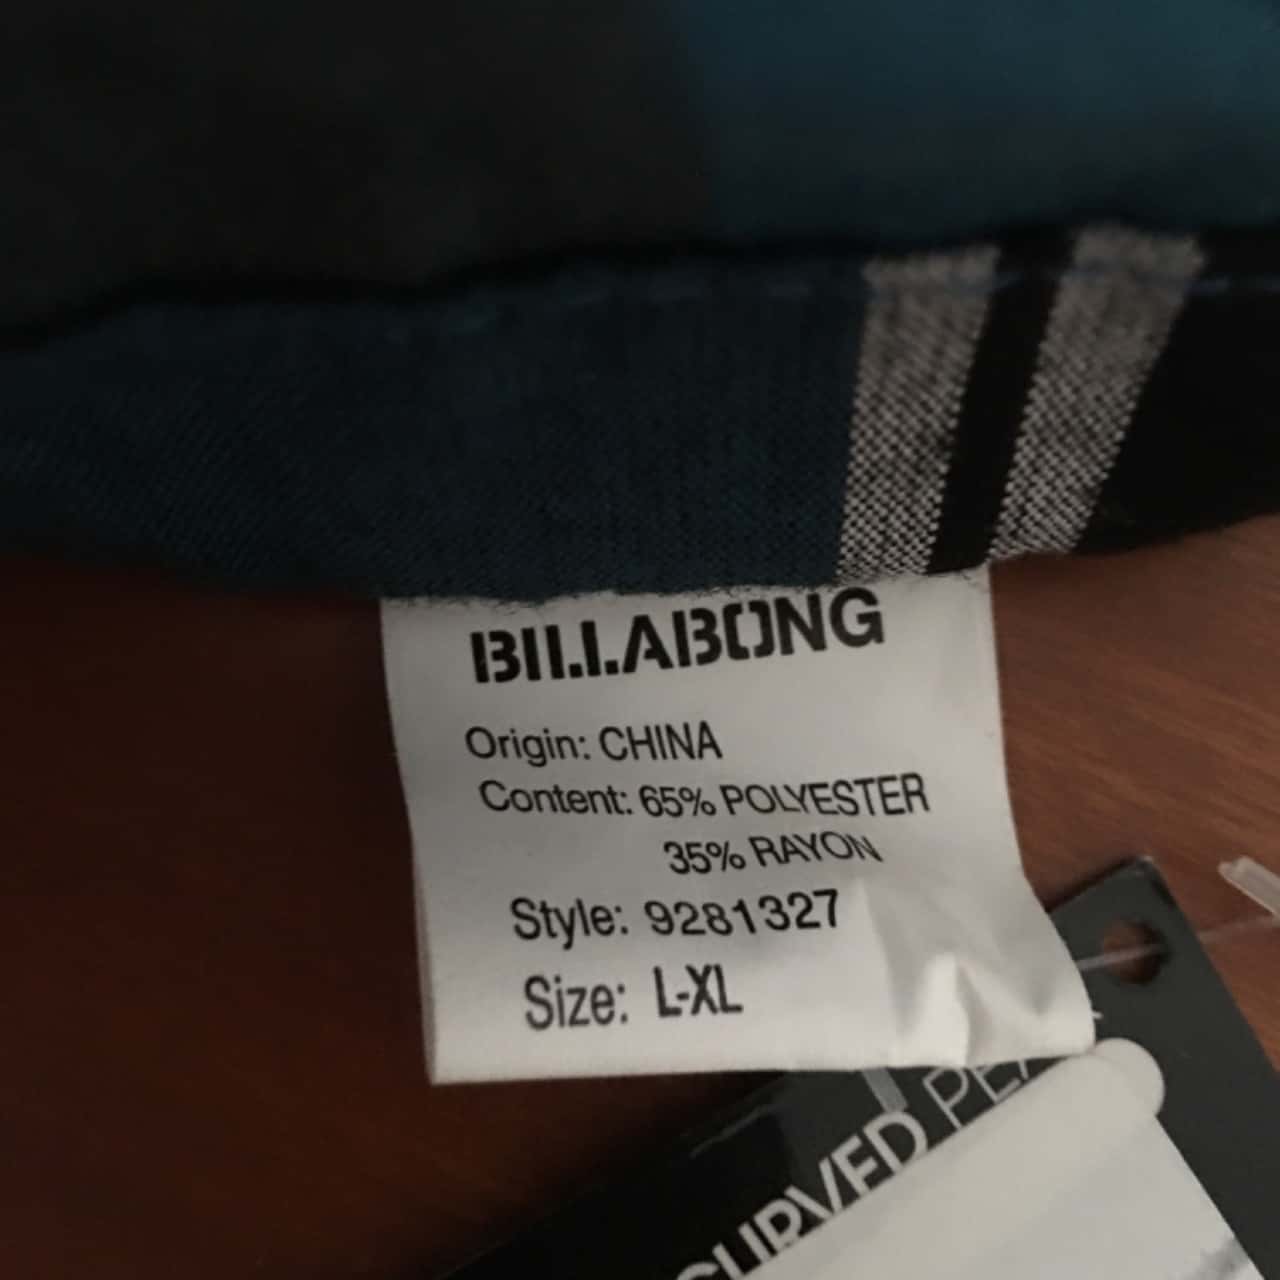 BILLABONG
Origin: CHINA
Content: 65% POLYESTER
35% RAYON
Style: 9281327
Size: L-XL
CURVED